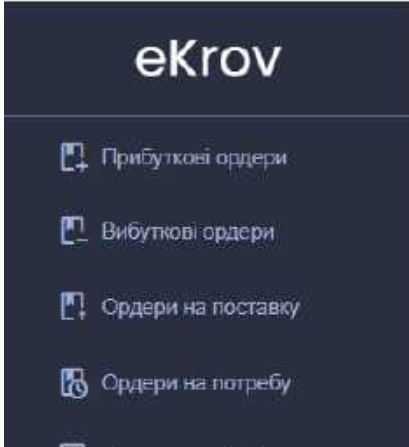 eKrov
Прибуткові ордери
Вибуткові ордери
Ордери на поставку
Ордери на потребу